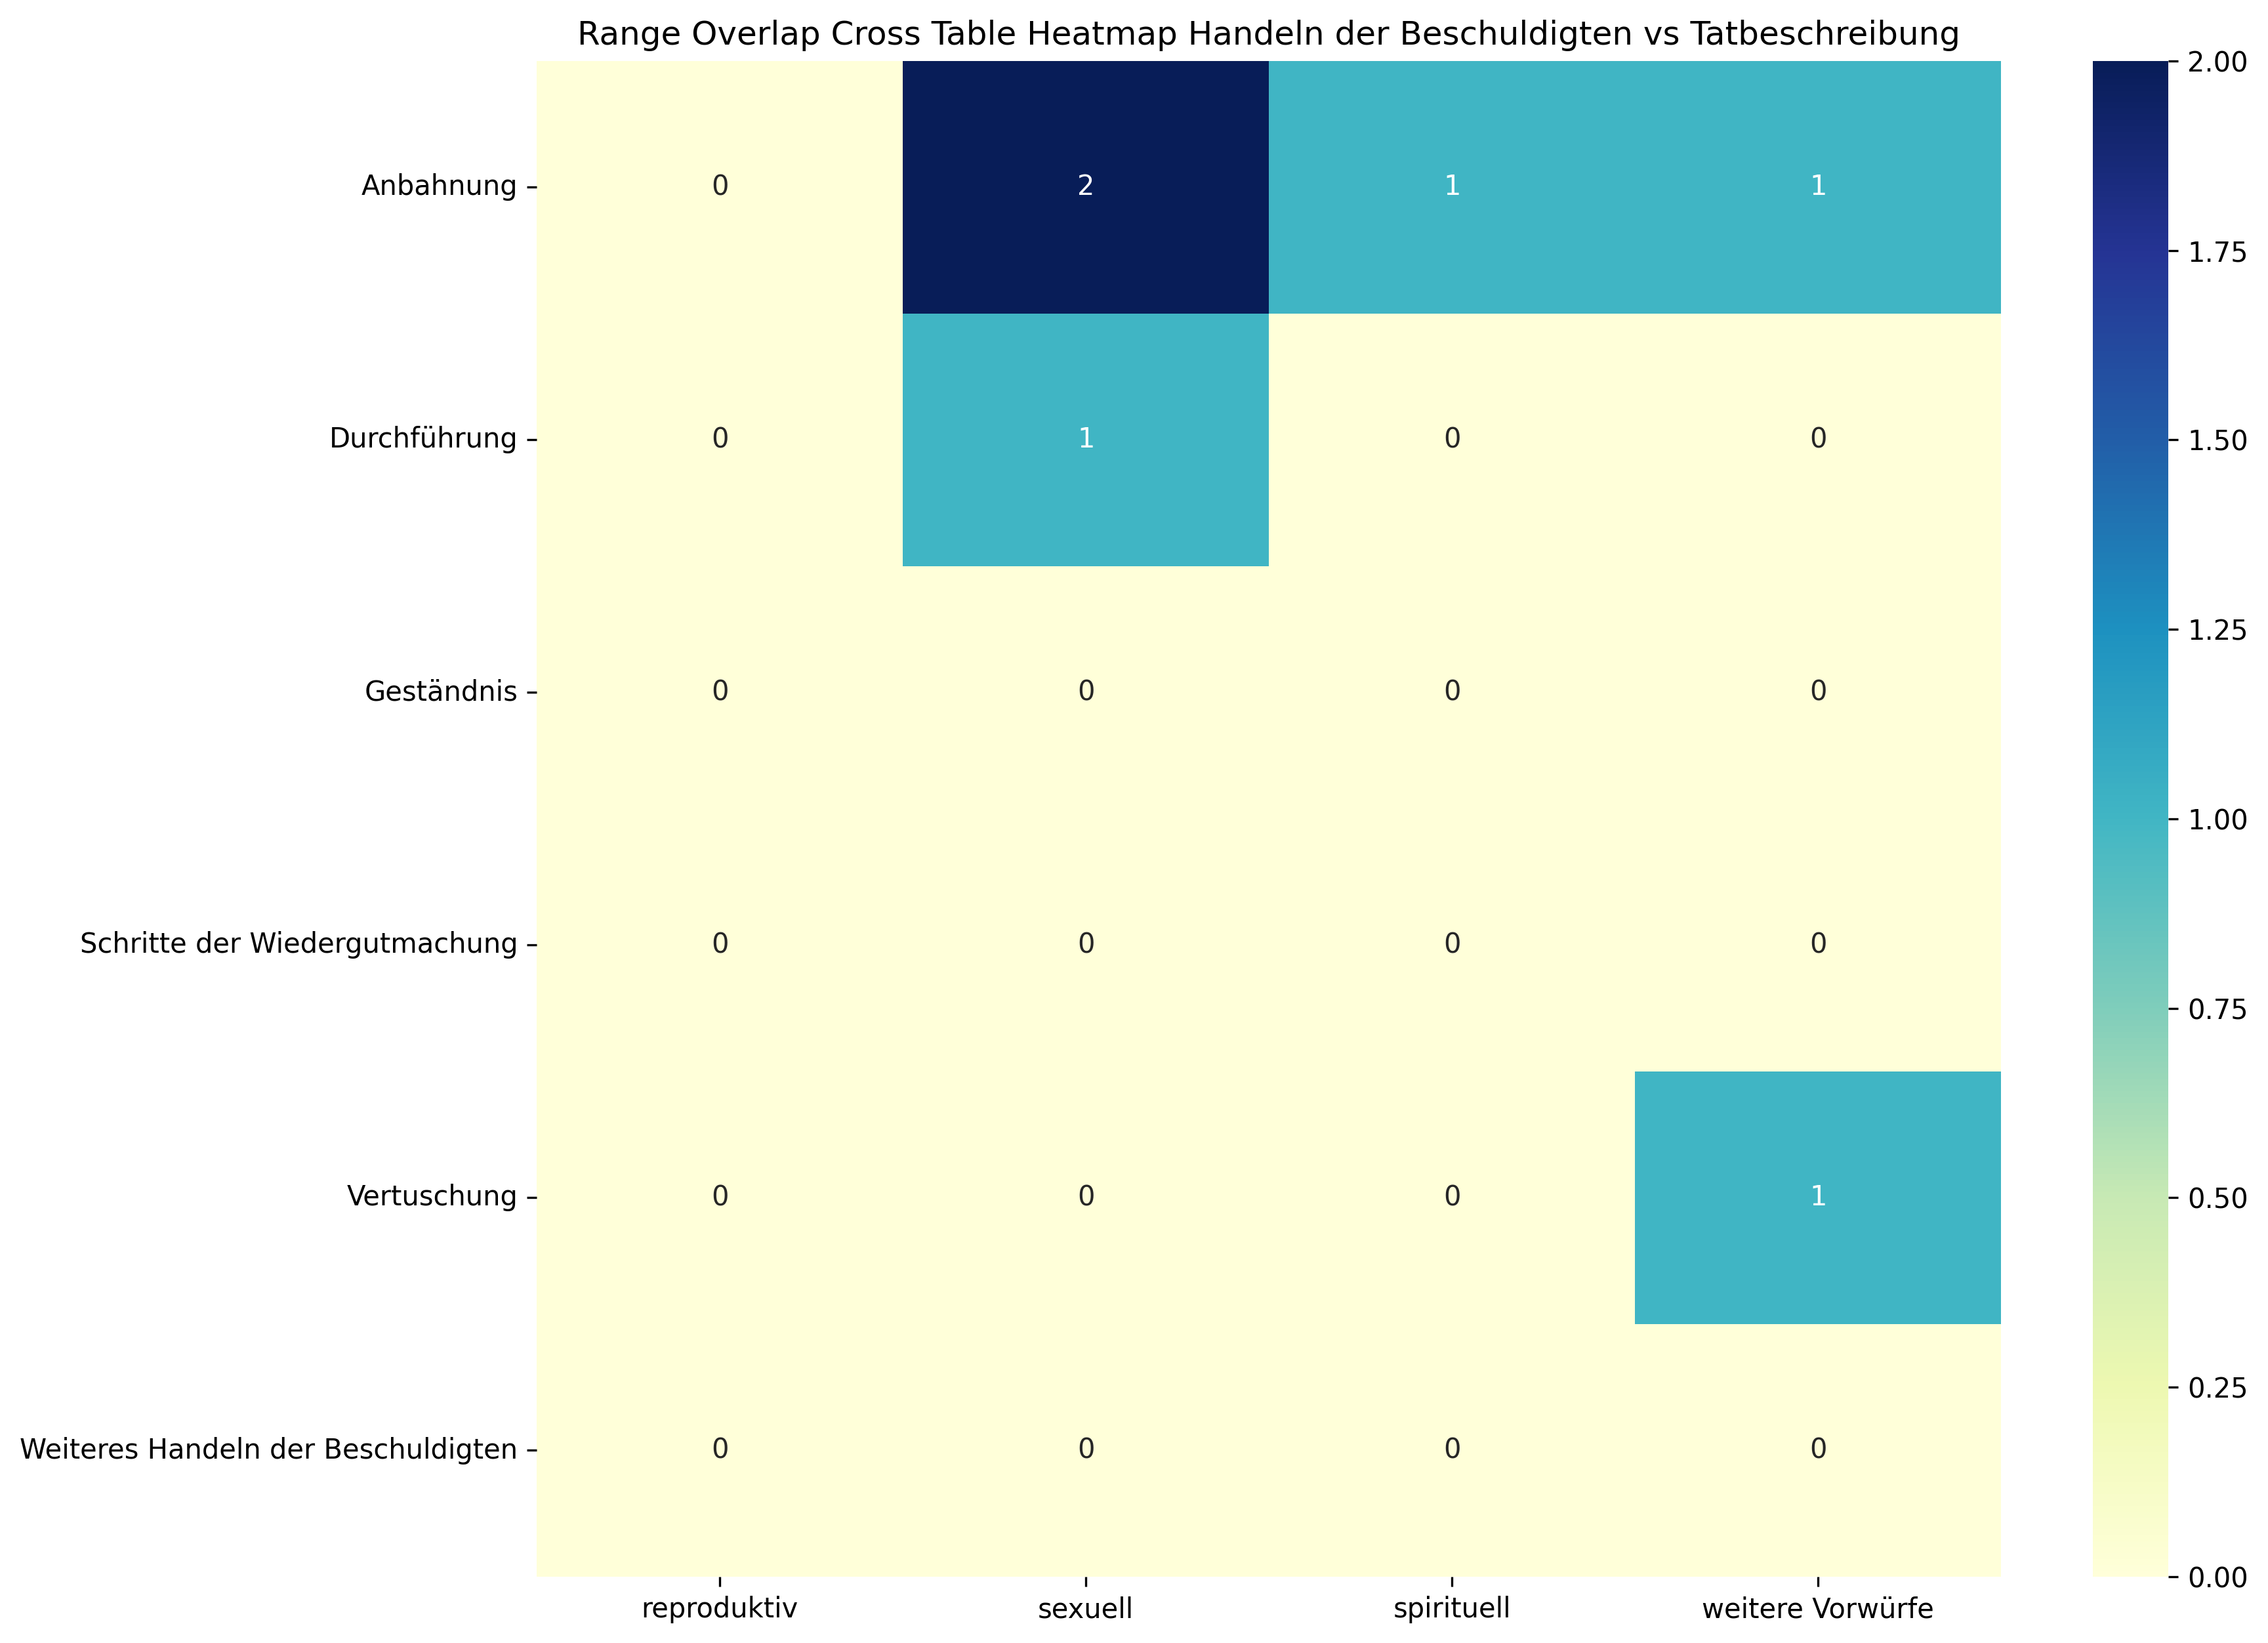 Range Overlap Cross Table Heatmap Handeln der Beschuldigten vs Tatbeschreibung
Anbahnung 0 2 1 1
Durchführung 0 1 0 0
Geständnis 0 0 0 0
Schritte der Wiedergutmachung 0 0 0 0
Vertuschung 0 0 0 1
Weiteres Handeln der Beschuldigten 0 0 0 0
reproduktiv sexuell spirituell weitere Vorwürfe
2.00
1.75
1.50
1.25
1.00
0.75
0.50
0.25
0.00